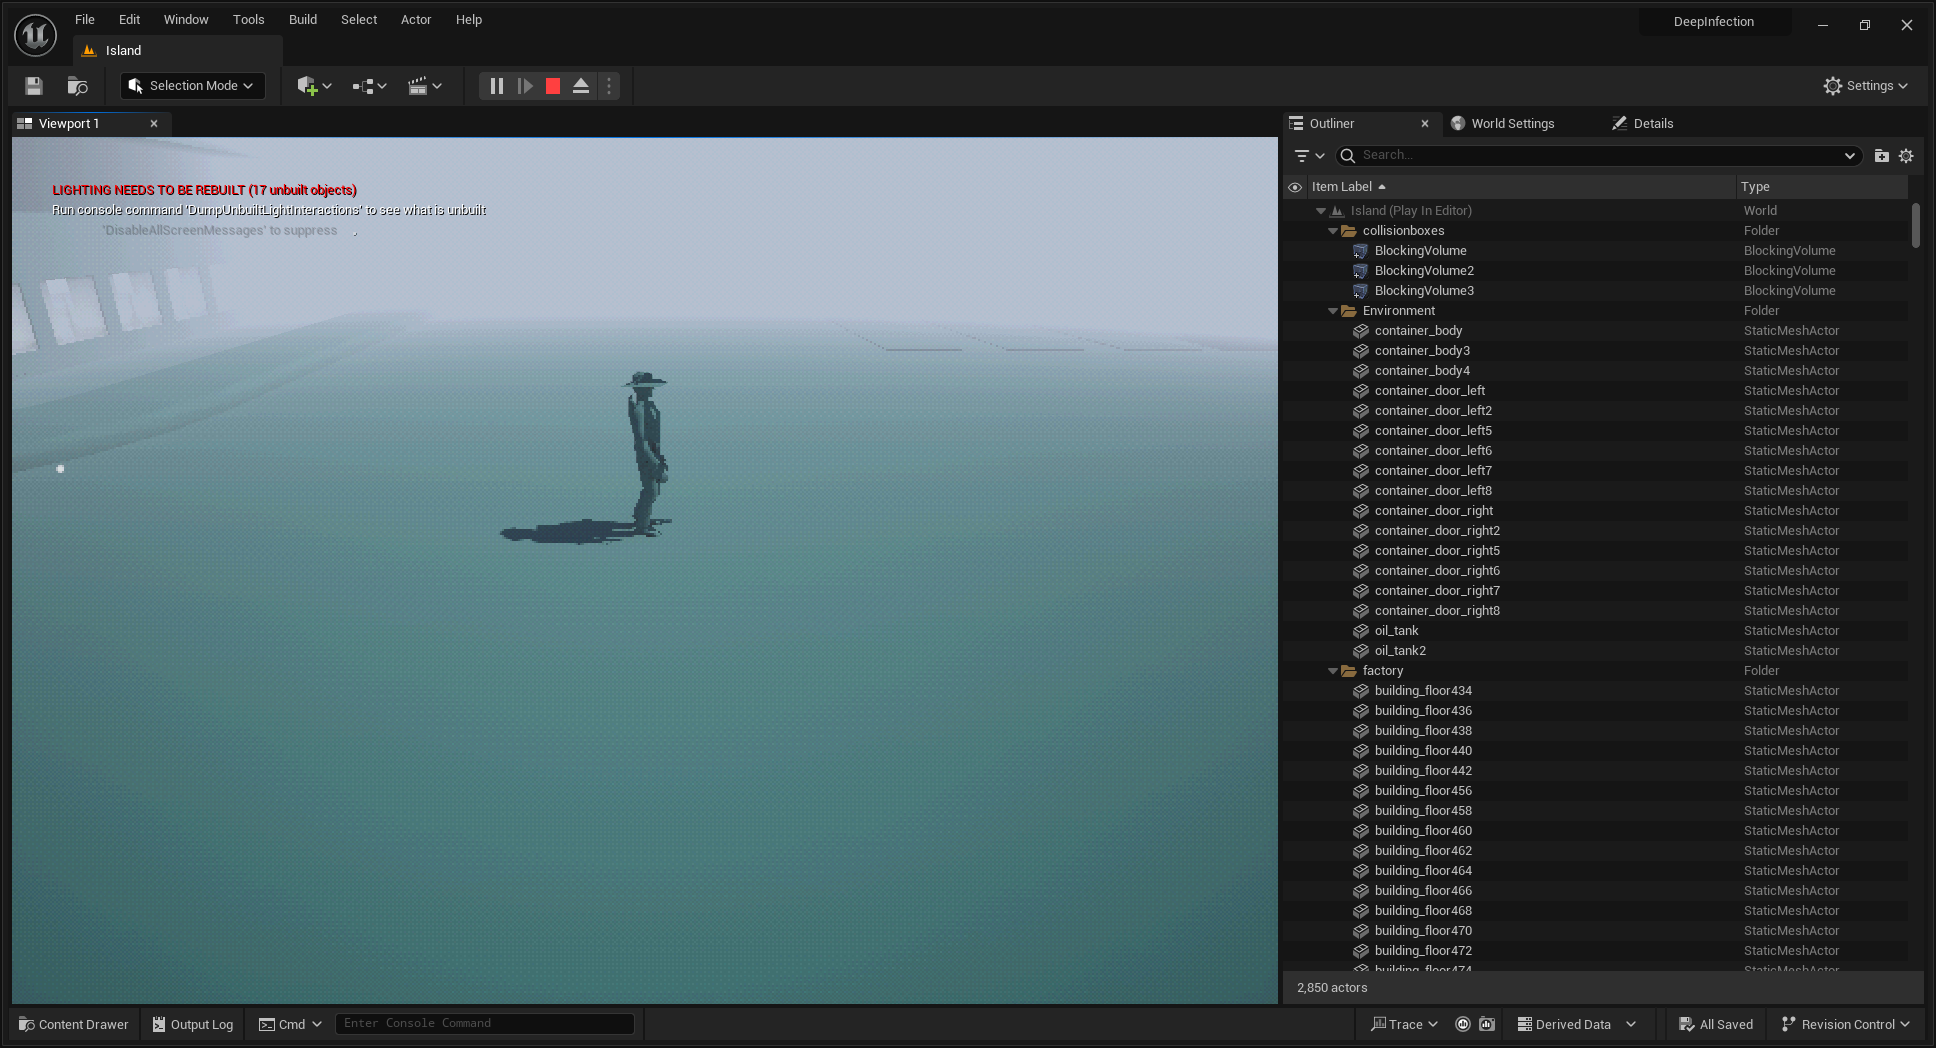 File Edit Window Tools Build Select Actor Help
DeepInfection
Island
Selection Mode
Settings
Viewport 1
LIGHTING NEEDS TO BE REBUILT (17 unbuilt objects)
Run console command 'DumpUnbuiltLightInteractions' to see what is unbuilt
'DisableAllScreenMessages' to suppress
Outliner World Settings Details
Search...
Item Label Type
Island (Play In Editor) World
collisionboxes Folder
BlockingVolume BlockingVolume
BlockingVolume2 BlockingVolume
BlockingVolume3 BlockingVolume
Environment Folder
container_body StaticMeshActor
container_body3 StaticMeshActor
container_body4 StaticMeshActor
container_door_left StaticMeshActor
container_door_left2 StaticMeshActor
container_door_left5 StaticMeshActor
container_door_left6 StaticMeshActor
container_door_left7 StaticMeshActor
container_door_left8 StaticMeshActor
container_door_right StaticMeshActor
container_door_right2 StaticMeshActor
container_door_right5 StaticMeshActor
container_door_right6 StaticMeshActor
container_door_right7 StaticMeshActor
container_door_right8 StaticMeshActor
oil_tank StaticMeshActor
oil_tank2 StaticMeshActor
factory Folder
building_floor434 StaticMeshActor
building_floor436 StaticMeshActor
building_floor438 StaticMeshActor
building_floor440 StaticMeshActor
building_floor442 StaticMeshActor
building_floor456 StaticMeshActor
building_floor458 StaticMeshActor
building_floor460 StaticMeshActor
building_floor462 StaticMeshActor
building_floor464 StaticMeshActor
building_floor466 StaticMeshActor
building_floor468 StaticMeshActor
building_floor470 StaticMeshActor
building_floor472 StaticMeshActor
building_floor474 StaticMeshActor
2,850 actors
Content Drawer Output Log Cmd Enter Console Command Trace Derived Data All Saved Revision Control